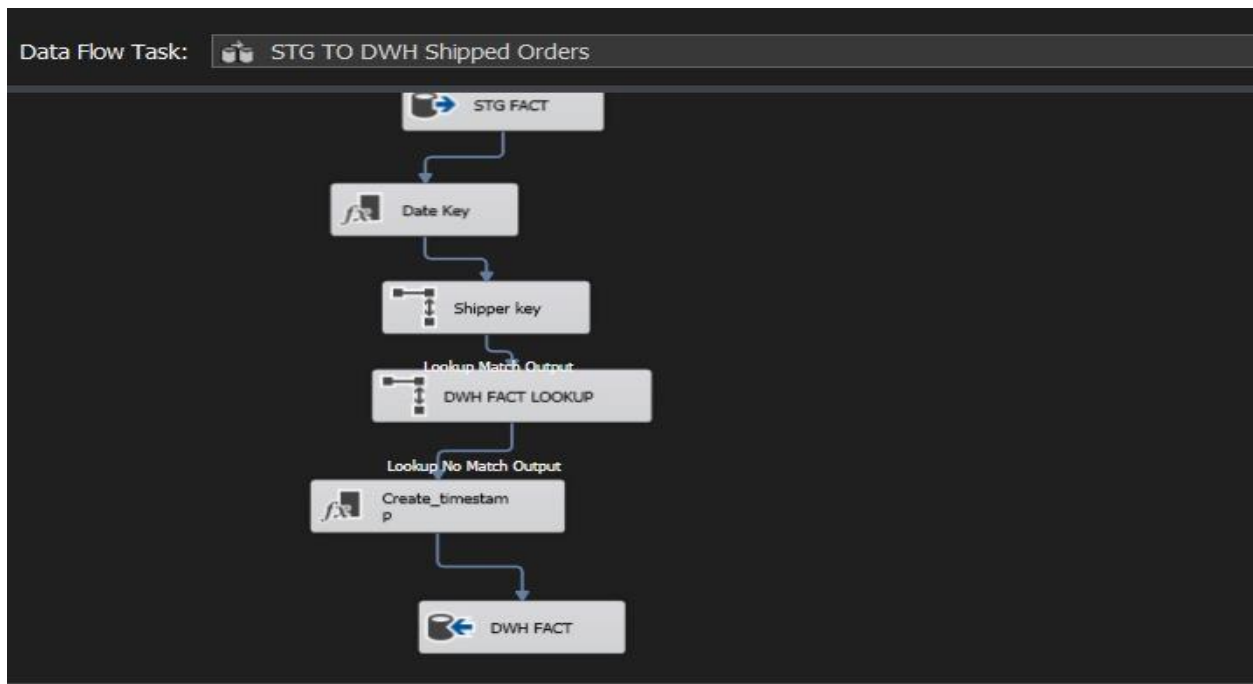 Data Flow Task: STG TO DWH Shipped Orders
STG FACT
Date Key
Shipper key
Lookup Match Output
DWH FACT LOOKUP
Lookup No Match Output
Create_timestam
p
DWH FACT